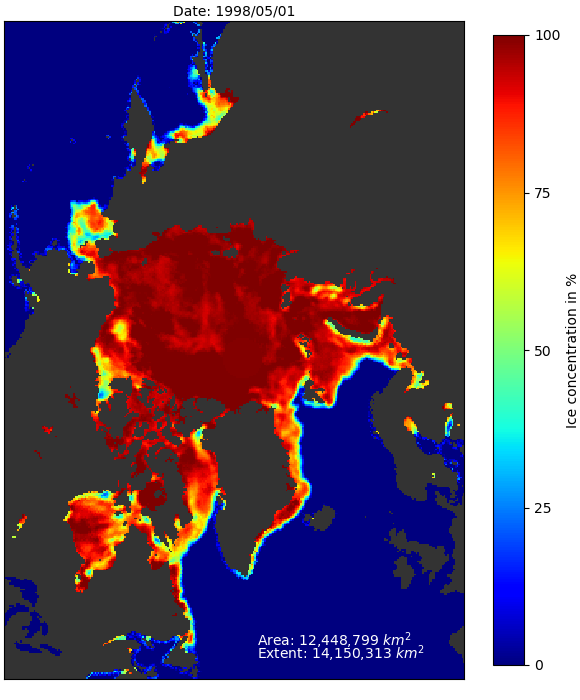 Date: 1998/05/01
100
75
50
25
0
Ice concentration in %
Area: 12,448,799 km²
Extent: 14,150,313 km²